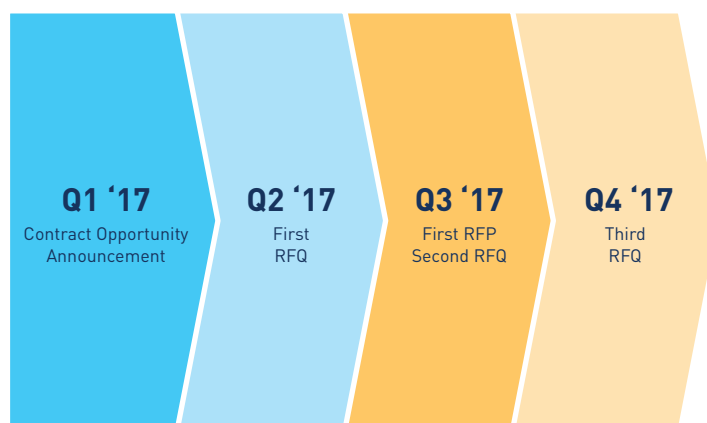 Q1 ‘17
Contract Opportunity
Announcement
Q2 ‘17
First
RFQ
Q3 ‘17
First RFP
Second RFQ
Q4 ‘17
Third
RFQ